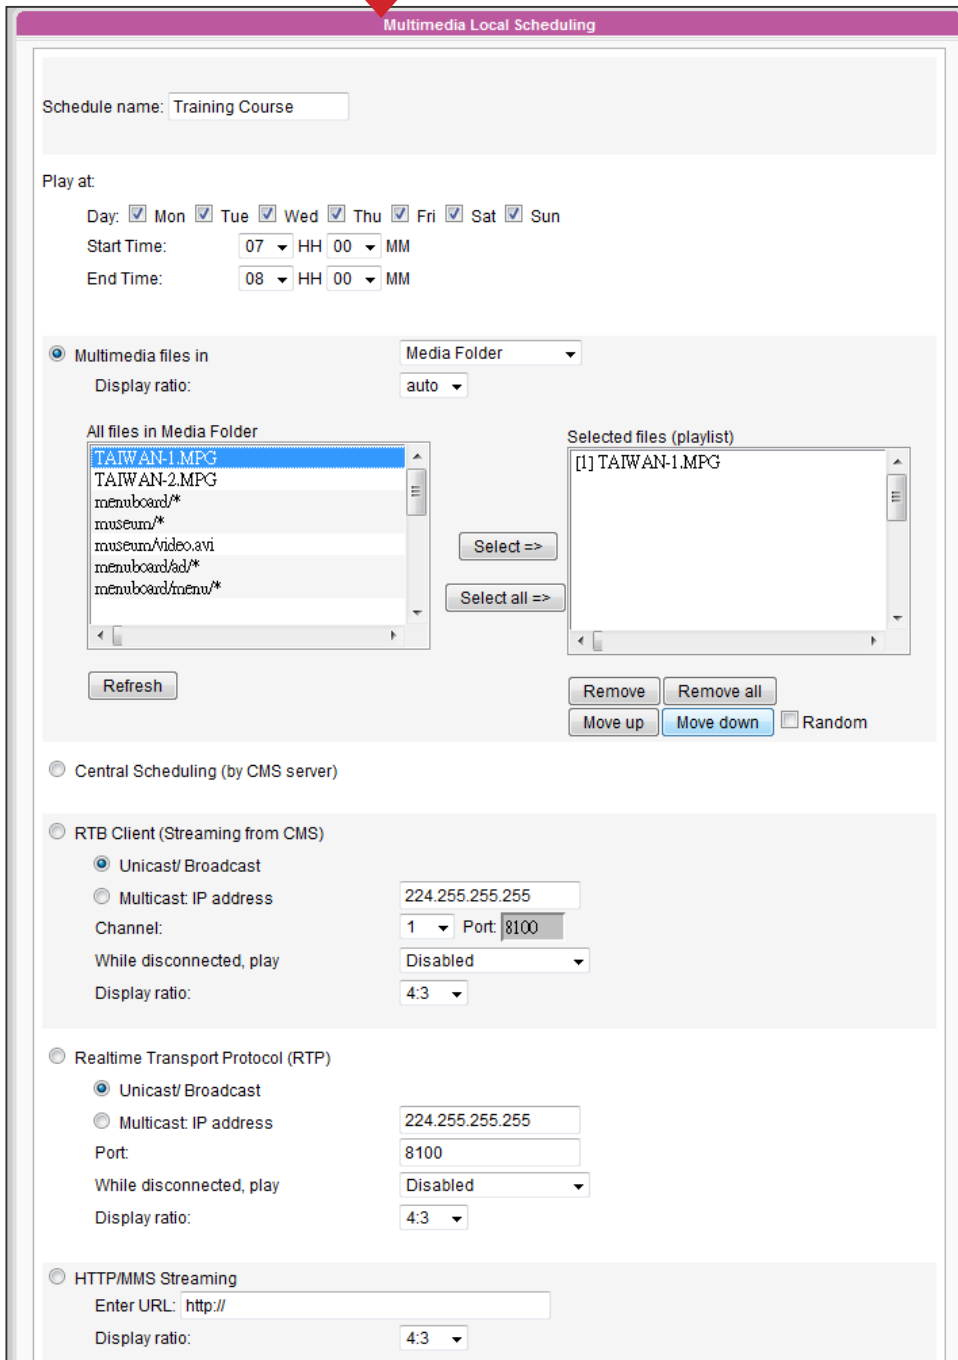 Multimedia Local Scheduling
Schedule name: Training Course
Play at:
Day: Mon Tue Wed Thu Fri Sat Sun
Start Time: 07 HH 00 MM
End Time: 08 HH 00 MM
Multimedia files in Media Folder
Display ratio: auto
All files in Media Folder
TAIWAN-1.MPG
TAIWAN-2.MPG
menuboard/*
museum/*
museum/video.avi
menuboard/ad/*
menuboard/menu/*
Refresh
Select =>
Select all =>
Selected files (playlist)
[1] TAIWAN-1.MPG
Remove Remove all
Move up Move down Random
Central Scheduling (by CMS server)
RTB Client (Streaming from CMS)
Unicast/ Broadcast
Multicast: IP address 224.255.255.255
Channel: 1 Port: 8100
While disconnected, play Disabled
Display ratio: 4:3
Realtime Transport Protocol (RTP)
Unicast/ Broadcast
Multicast: IP address 224.255.255.255
Port: 8100
While disconnected, play Disabled
Display ratio: 4:3
HTTP/MMS Streaming
Enter URL: http://
Display ratio: 4:3